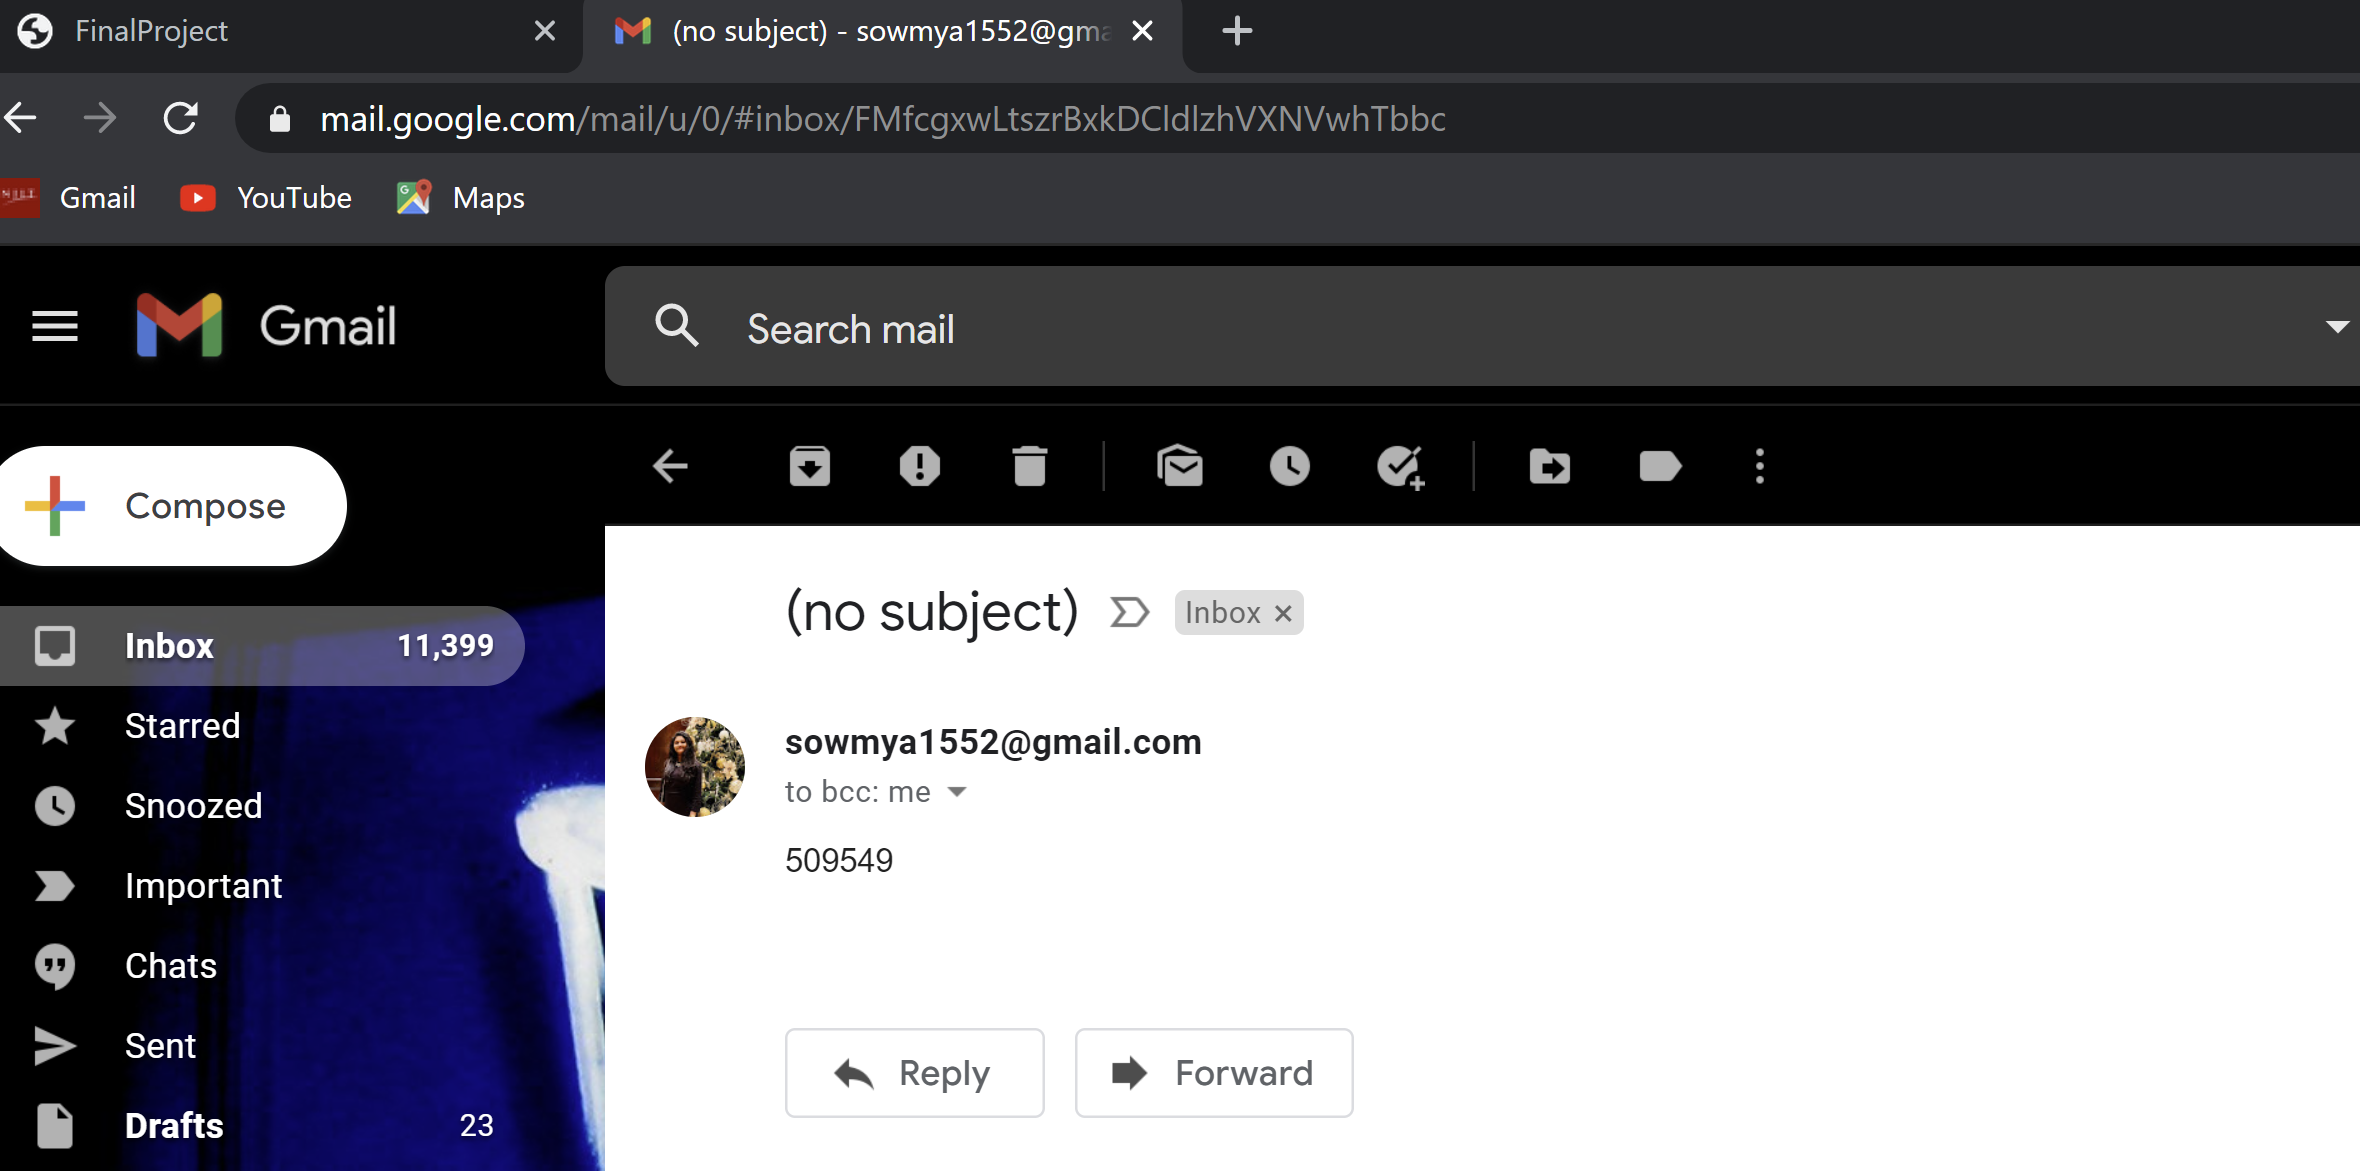 FinalProject
(no subject) - sowmya1552@gma
mail.google.com/mail/u/0/#inbox/FMfcgxwLtszrBxkDCldlzhVXNVwhTbbc
Gmail YouTube Maps
Gmail
Search mail
Compose
(no subject) Inbox
Inbox 11,399
Starred
sowmya1552@gmail.com
to bcc: me
Snoozed
509549
Important
Chats
Sent
Reply Forward
Drafts 23